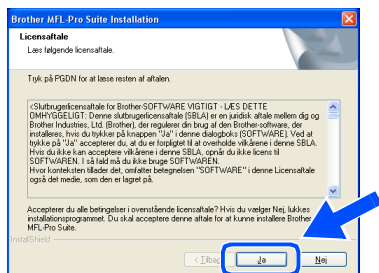 Brother MFL-Pro Suite Installation
Licensaftale
Læs følgende licensaftale.
Tryk på PGDN for at læse resten af aftalen.
<Slutbrugerlicensaftale for Brother-SOFTWARE VIGTIGT - LÆS DETTE
OMHYGGELIGT: Denne slutbrugerlicensaftale (SBLA) er en juridisk aftale mellem dig og
Brother Industries, Ltd. (Brother), der regulerer din brug af den Brother-software, der
installeres, hvis du trykker på knappen "Ja" i denne dialogboks (SOFTWARE). Ved at
trykke på "Ja" accepterer du, at du er forpligtet til at overholde vilkårene i denne SBLA.
Hvis du ikke kan acceptere vilkårene i denne SBLA, opnår du ikke licens til
SOFTWAREN. I så fald må du ikke bruge SOFTWAREN.
Hvor konteksten tillader det, omfatter betegnelsen "SOFTWARE" i denne Licensaftale
også det medie, som den er lagret på.
Accepterer du alle betingelser i ovenstående licensaftale? Hvis du vælger Nej, lukkes
installationsprogrammet. Du skal acceptere denne aftale for at kunne installere Brother
MFL-Pro Suite.
InstallShield
< Tilbage Ja Nej